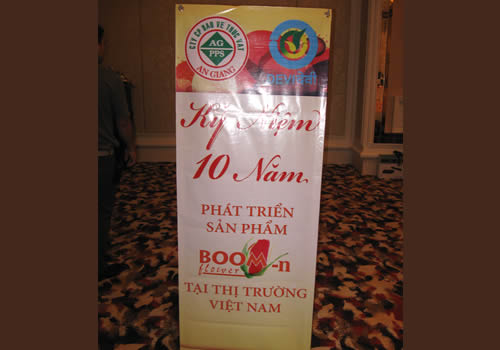 CTY CP BẢO VỆ THỰC VẬT
AG
PPS
AN GIANG
Kỷ Niệm
10 Năm
PHÁT TRIỂN
SẢN PHẨM
BOOM-n
flower
TẠI THỊ TRƯỜNG
VIỆT NAM